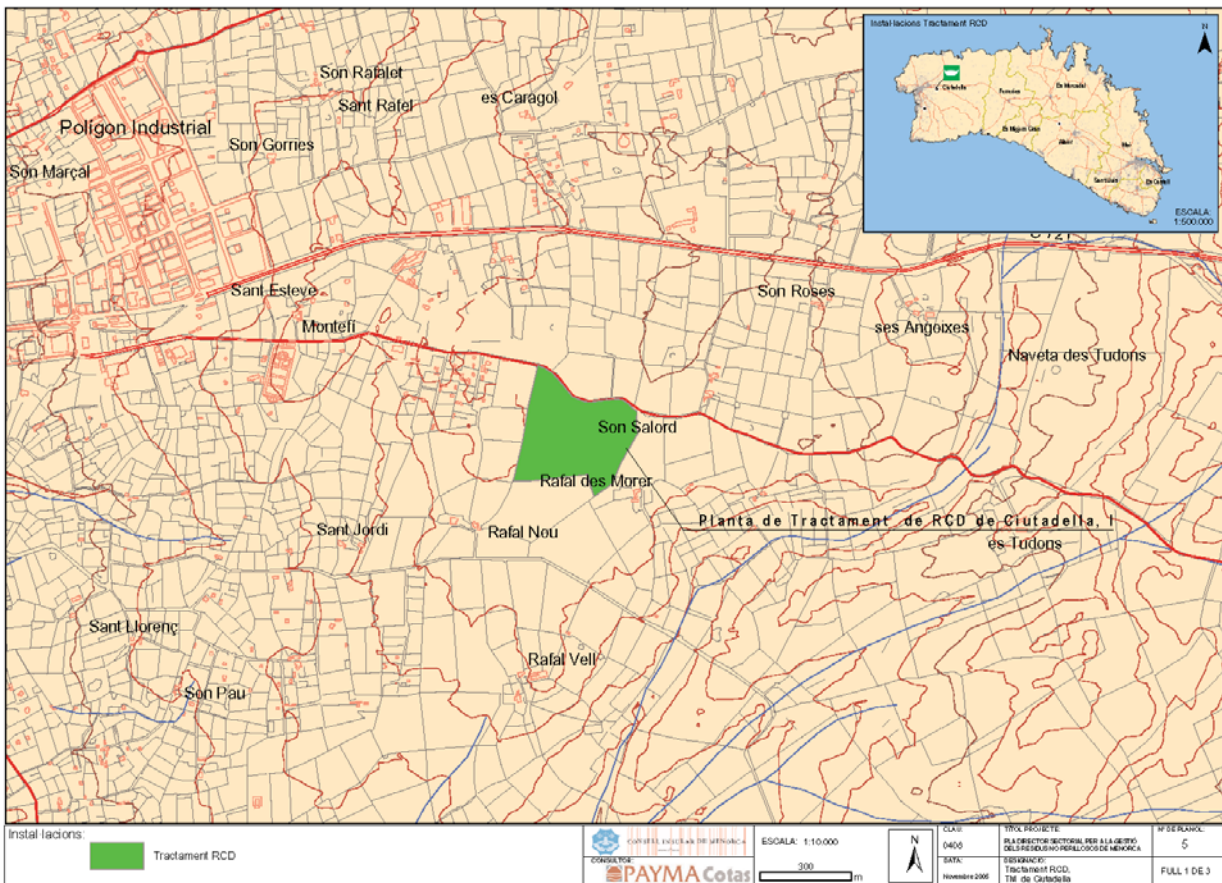 Instal·lacions Tractament RCD
N
Ciutadella
Ferreries
Es Mercadal
Es Migjorn Gran
Alaior
Maó
Sant Lluís
Es Castell
ESCALA:
1:500.000
Son Rafalet
Sant Rafel
es Caragol
Polígon Industrial
Son Gorries
Son Marçal
C 721
Sant Esteve
Son Roses
Montefí
ses Angoixes
Naveta des Tudons
Son Salord
Rafal des Morer
Planta de Tractament de RCD de Ciutadella, I
Sant Jordi
Rafal Nou
es Tudons
Sant Llorenç
Rafal Vell
Son Pau
Instal·lacions:
Tractament RCD
CONSELL INSULAR DE MENORCA
CONSULTOR:
PAYMA Cotas
ESCALA: 1:10.000
300
m
N
CLAU:
0408
DATA:
Novembre 2005
TÍTOL PROJECTE:
PLA DIRECTOR SECTORIAL PER A LA GESTIÓ
DELS RESIDUS NO PERILLOSOS DE MENORCA
DESIGNACIÓ:
Tractament RCD.
TM de Ciutadella
Nº DE PLÀNOL:
5
FULL 1 DE 3